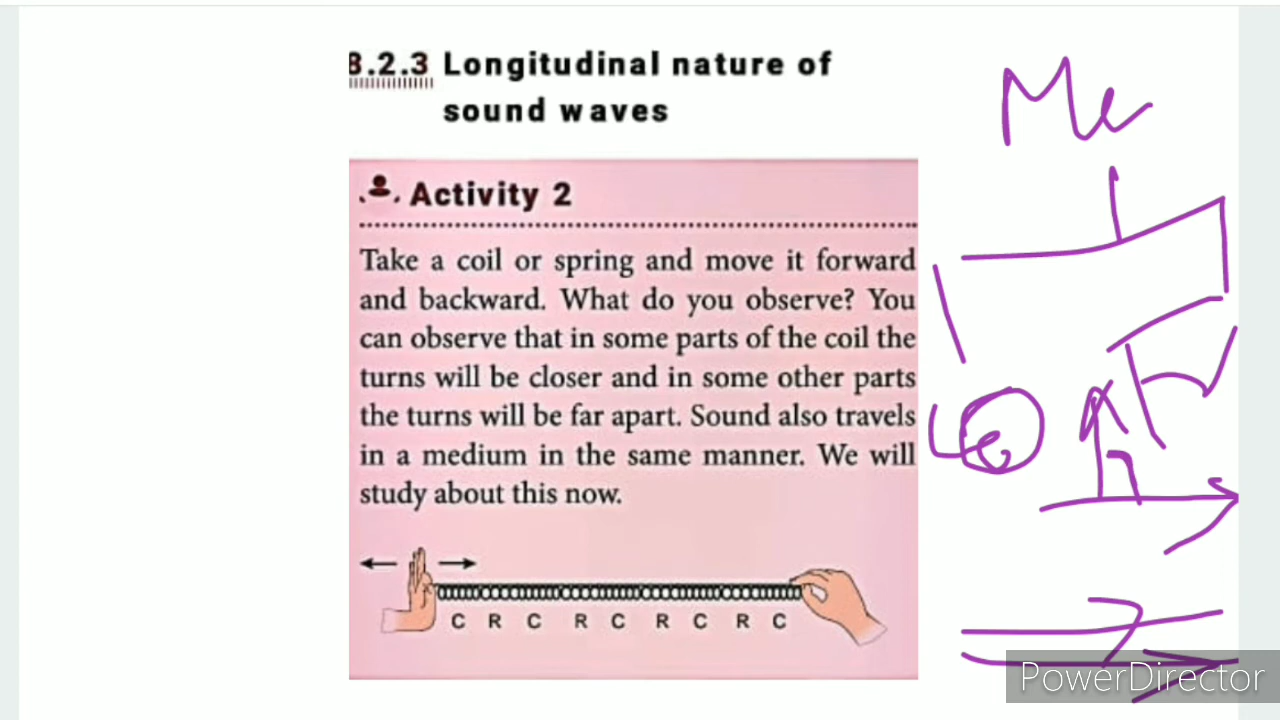 8.2.3 Longitudinal nature of
sound waves
Me
Activity 2
Take a coil or spring and move it forward
and backward. What do you observe? You
can observe that in some parts of the coil the
turns will be closer and in some other parts
the turns will be far apart. Sound also travels
in a medium in the same manner. We will
study about this now.
C R C R C R C R C
PowerDirector